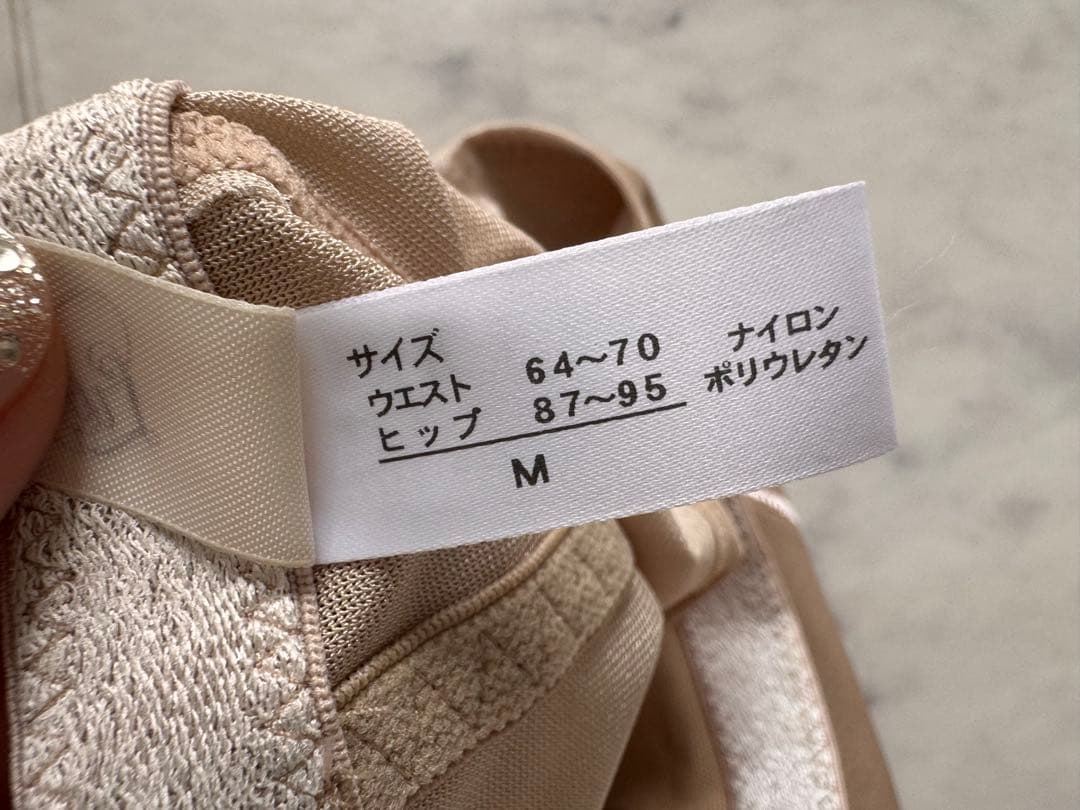 サイズ
ウエスト 64～70
ヒップ 87～95
M
ナイロン
ポリウレタン